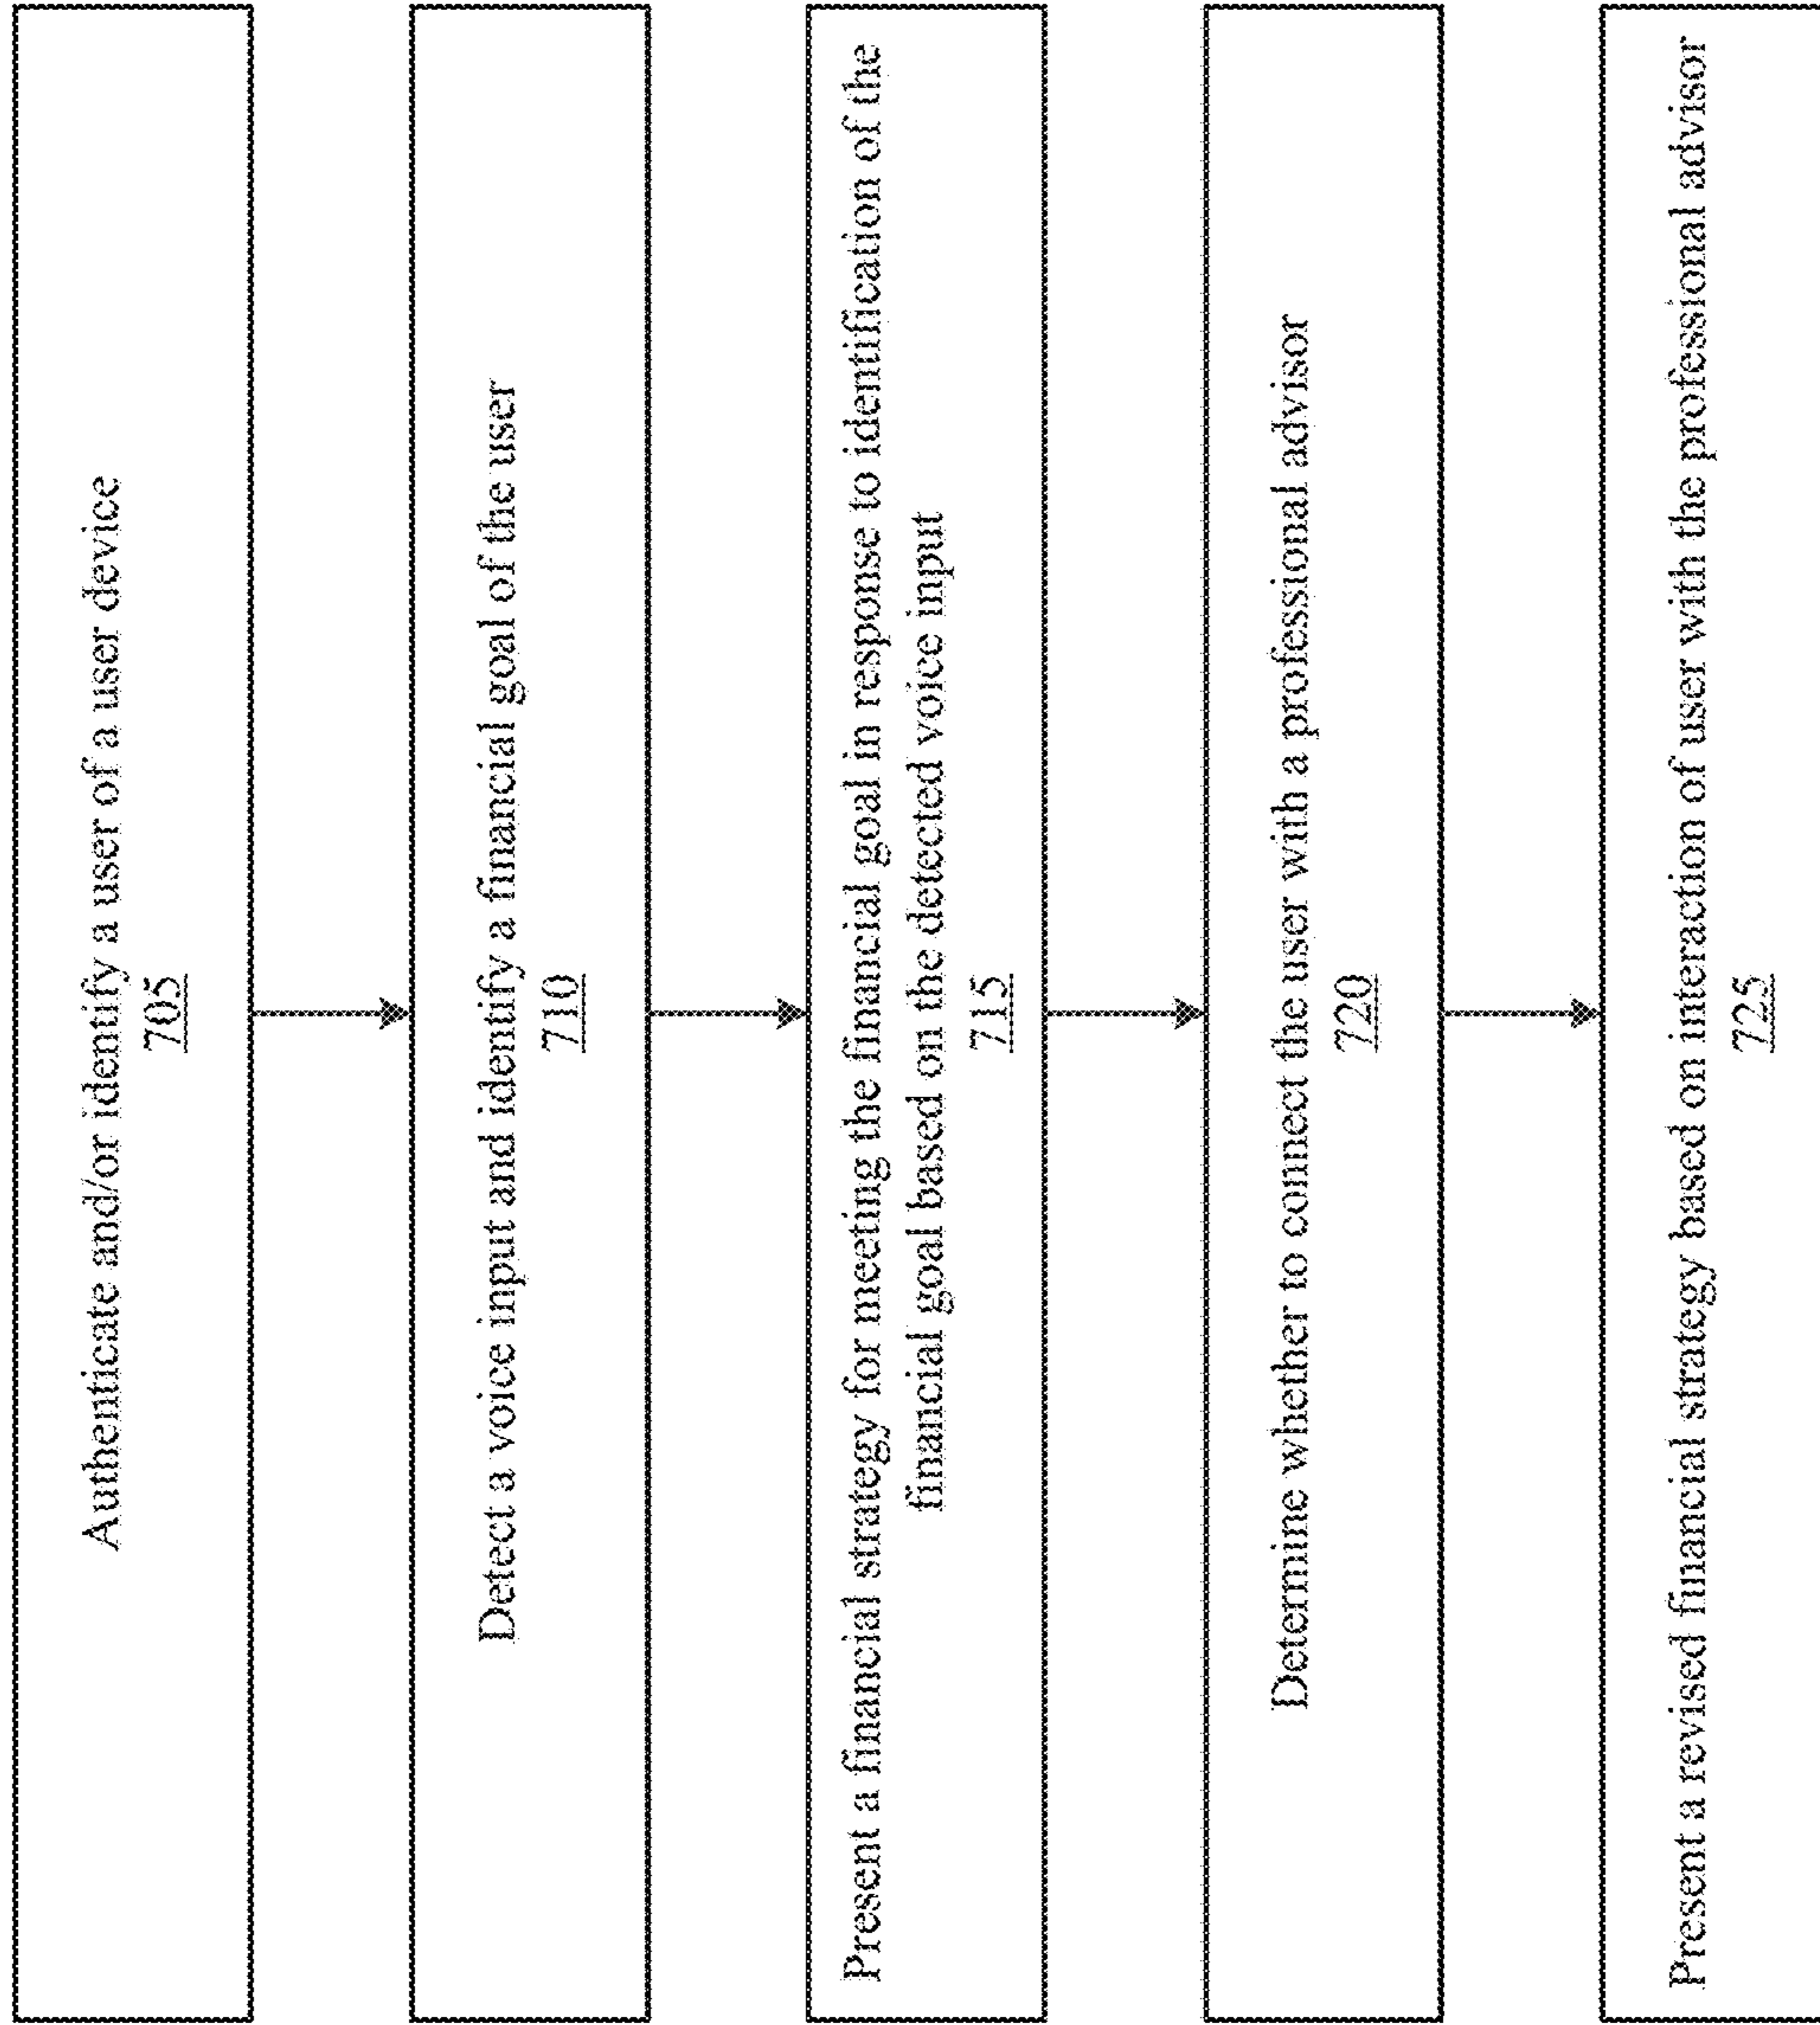 Authenticate and/or identify a user of a user device
705
Detect a voice input and identify a financial goal of the user
710
Present a financial strategy for meeting the financial goal in response to identification of the
financial goal based on the detected voice input
715
Determine whether to connect the user with a professional advisor
720
Present a revised financial strategy based on interaction of user with the professional advisor
725